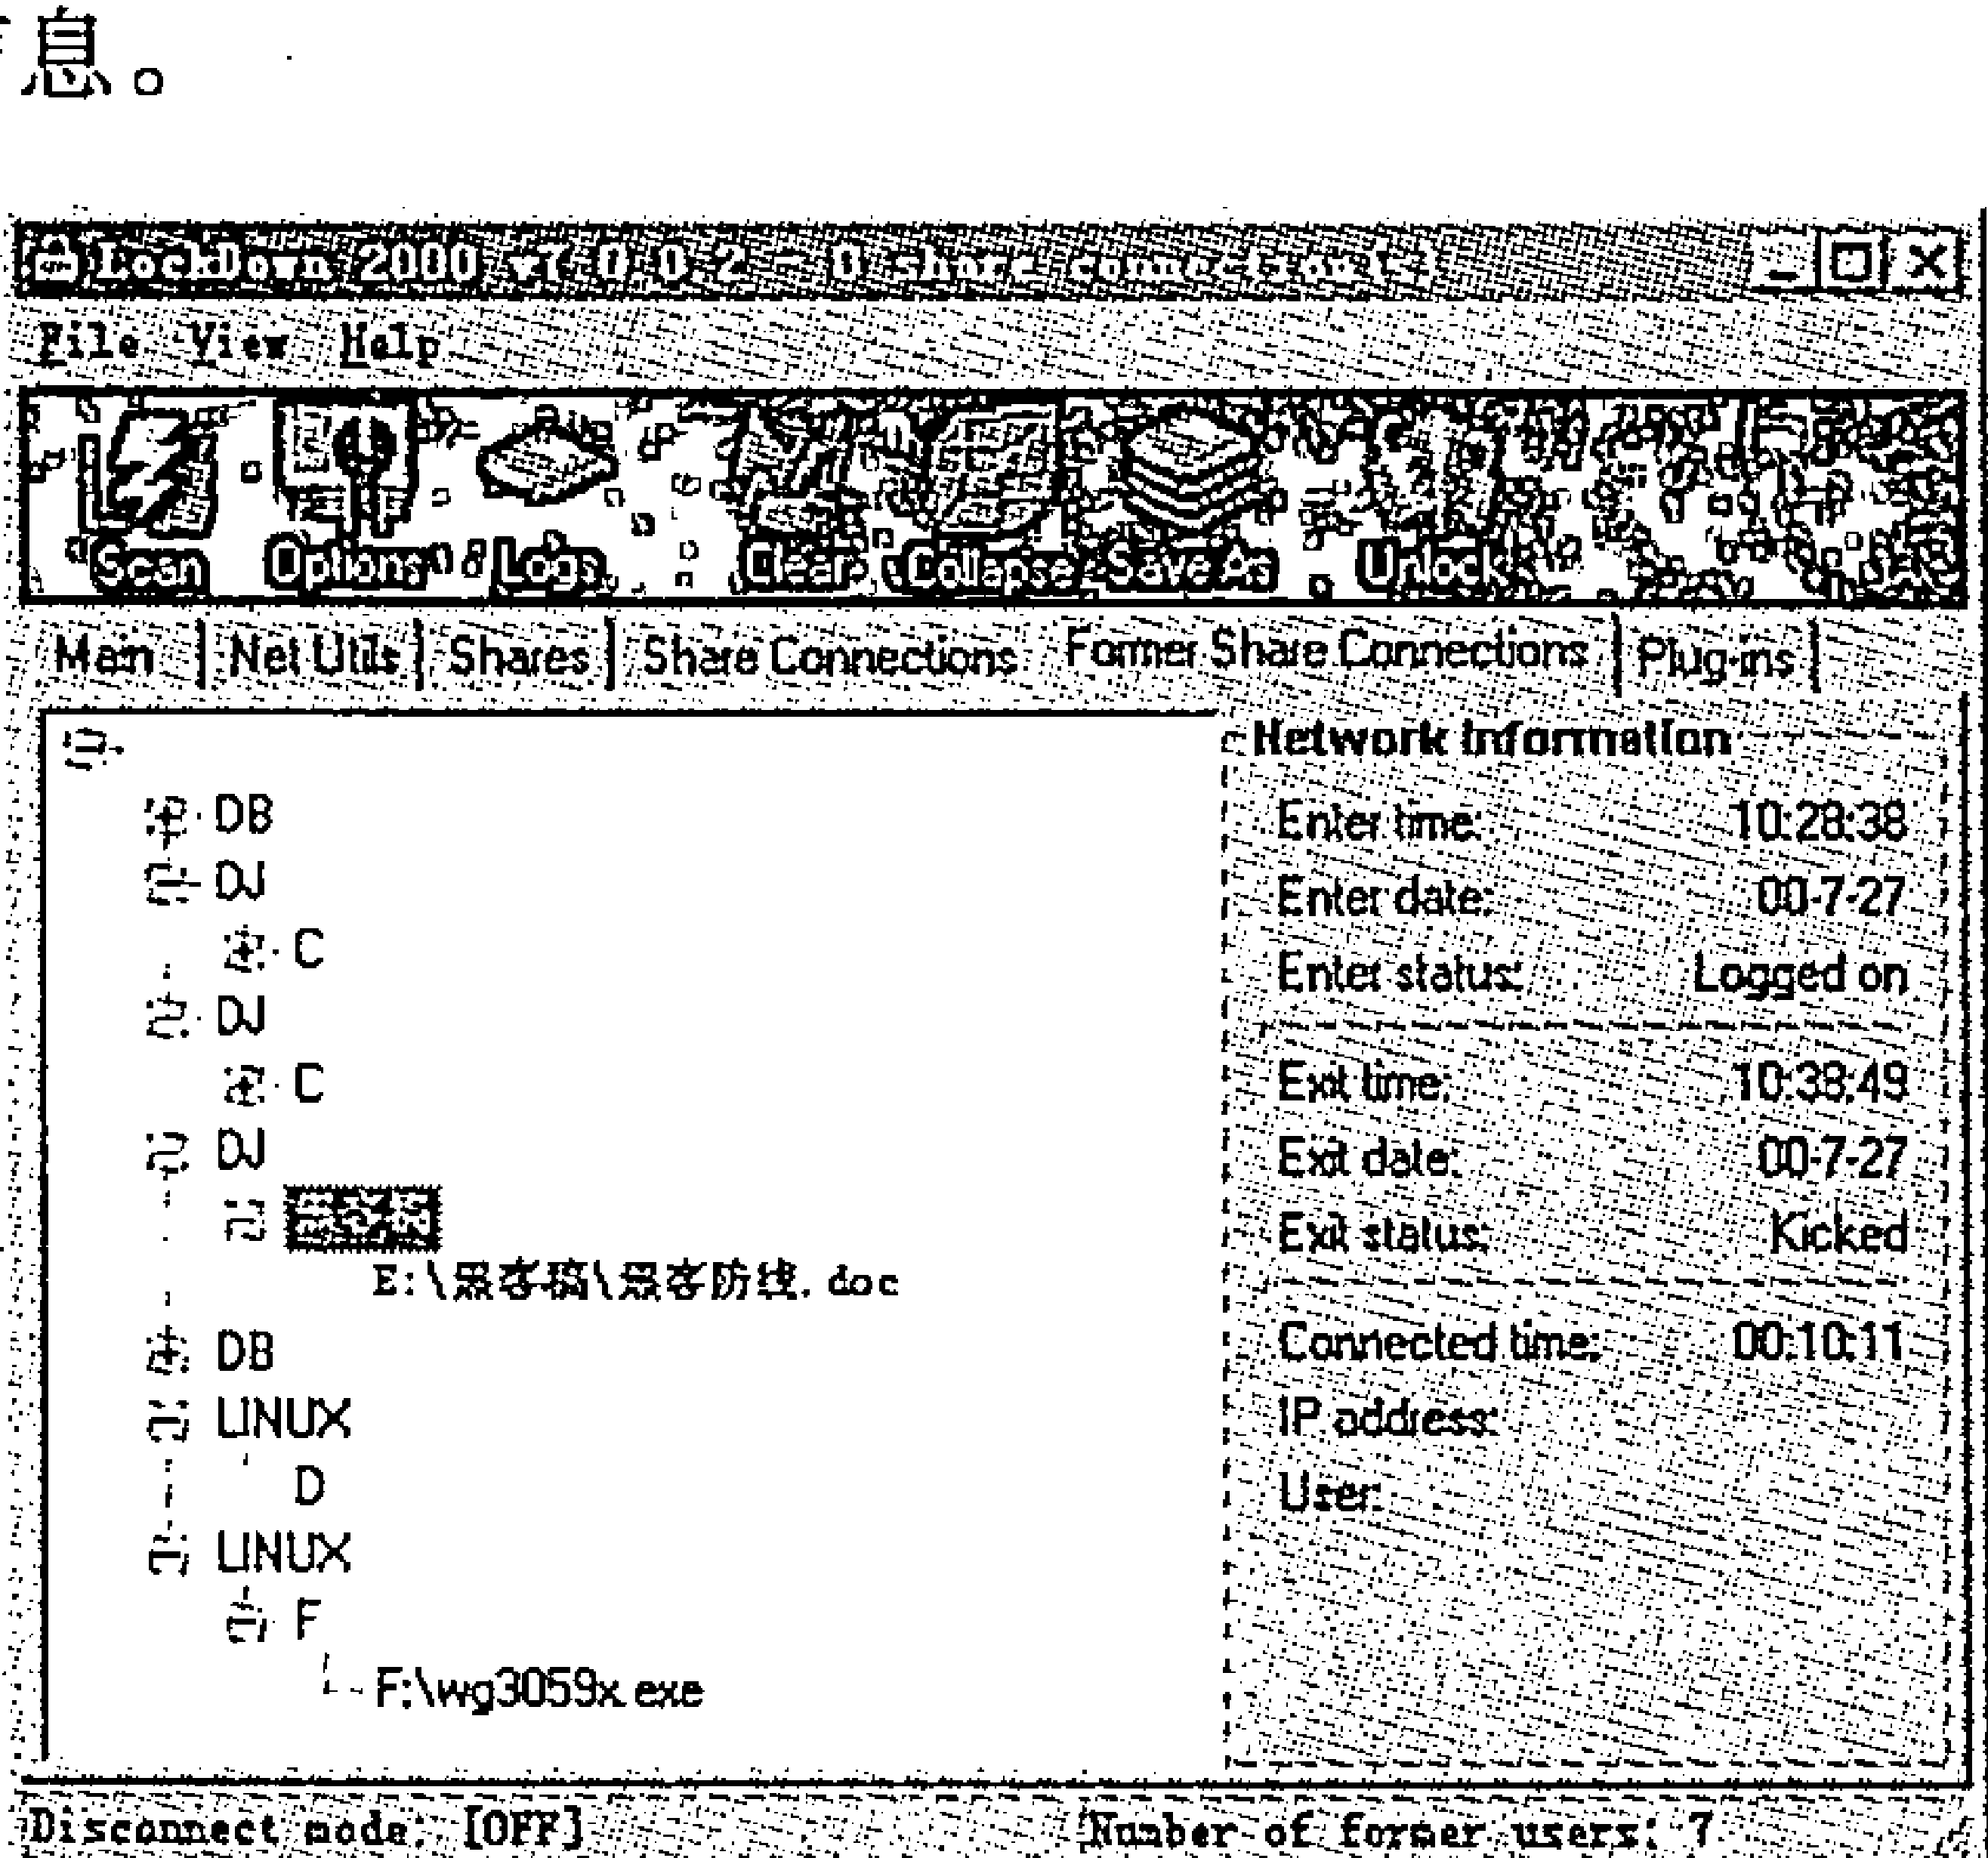 息。
LockDown 2000 v7.0.0.2 - 0 share connection(s)
File View Help
Scan Options Logs Clear Collapse Save As Unlock
Main Net Utils Shares Share Connections Former Share Connections Plug-ins
Network Information
DB
Enter time: 10:28:38
DJ
Enter date: 00-7-27
C
Enter status: Logged on
DJ
C
Exit time: 10:38:49
DJ
Exit date: 00-7-27
黑客稿
Exit status: Kicked
E:\黑客稿\黑客防线.doc
DB
Connected time: 00:10:11
LINUX
IP address:
D
User:
LINUX
F
F:\wg3059x.exe
Disconnect mode: [OFF] Number of former users: 7